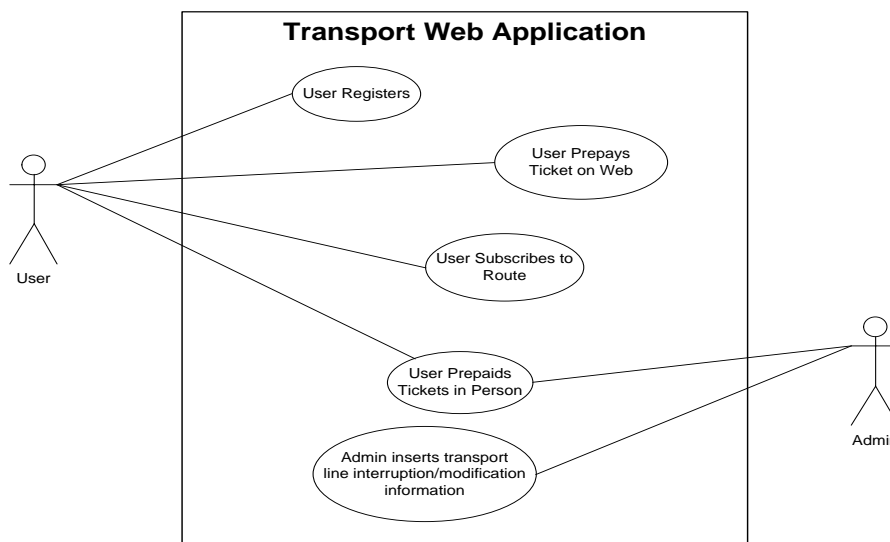 Transport Web Application
User Registers
User Prepays
Ticket on Web
User Subscribes to
Route
User
User Prepaids
Tickets in Person
Admin
Admin inserts transport
line interruption/modification
information